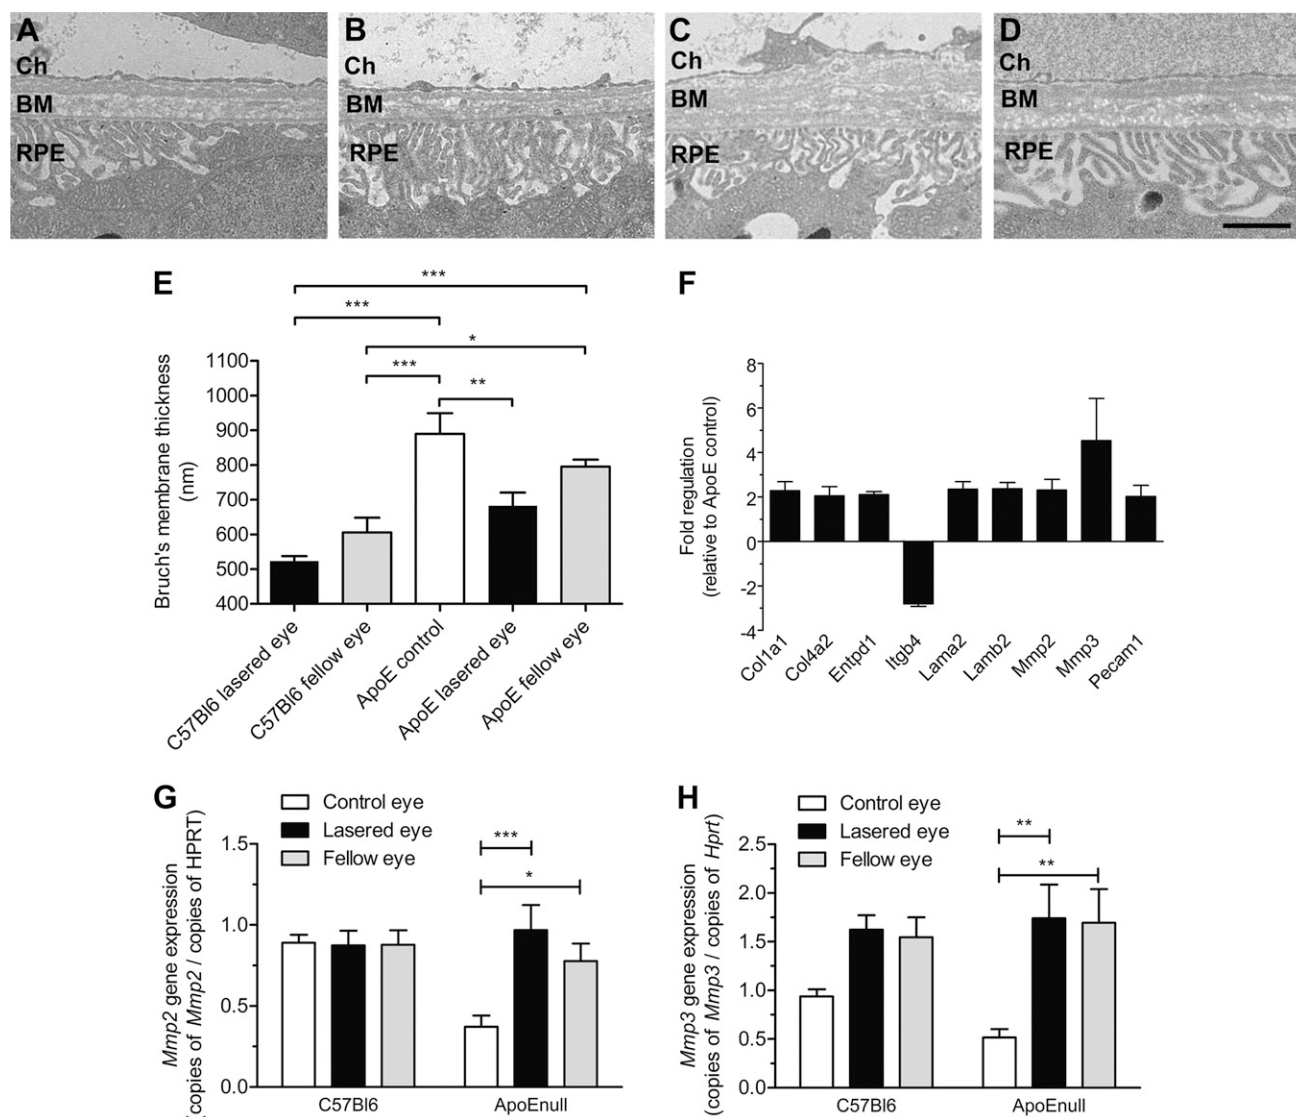 A B C D
Ch Ch Ch Ch
BM BM BM BM
RPE RPE RPE RPE
E
***
***
*
***
**
Bruch's membrane thickness
(nm)
1100
1000
900
800
700
600
500
400
C57Bl6 lasered eye
C57Bl6 fellow eye
ApoE control
ApoE lasered eye
ApoE fellow eye
F
Fold regulation
(relative to ApoE control)
8
6
4
2
0
-2
-4
Col1a1
Col4a2
Entpd1
Itgb4
Lama2
Lamb2
Mmp2
Mmp3
Pecam1
G
Control eye
Lasered eye
Fellow eye
***
*
Mmp2 gene expression
(copies of Mmp2 / copies of HPRT)
1.5
1.0
0.5
0.0
C57Bl6 ApoEnull
H
Control eye
Lasered eye
Fellow eye
**
**
Mmp3 gene expression
(copies of Mmp3 / copies of Hprt)
2.5
2.0
1.5
1.0
0.5
0.0
C57Bl6 ApoEnull